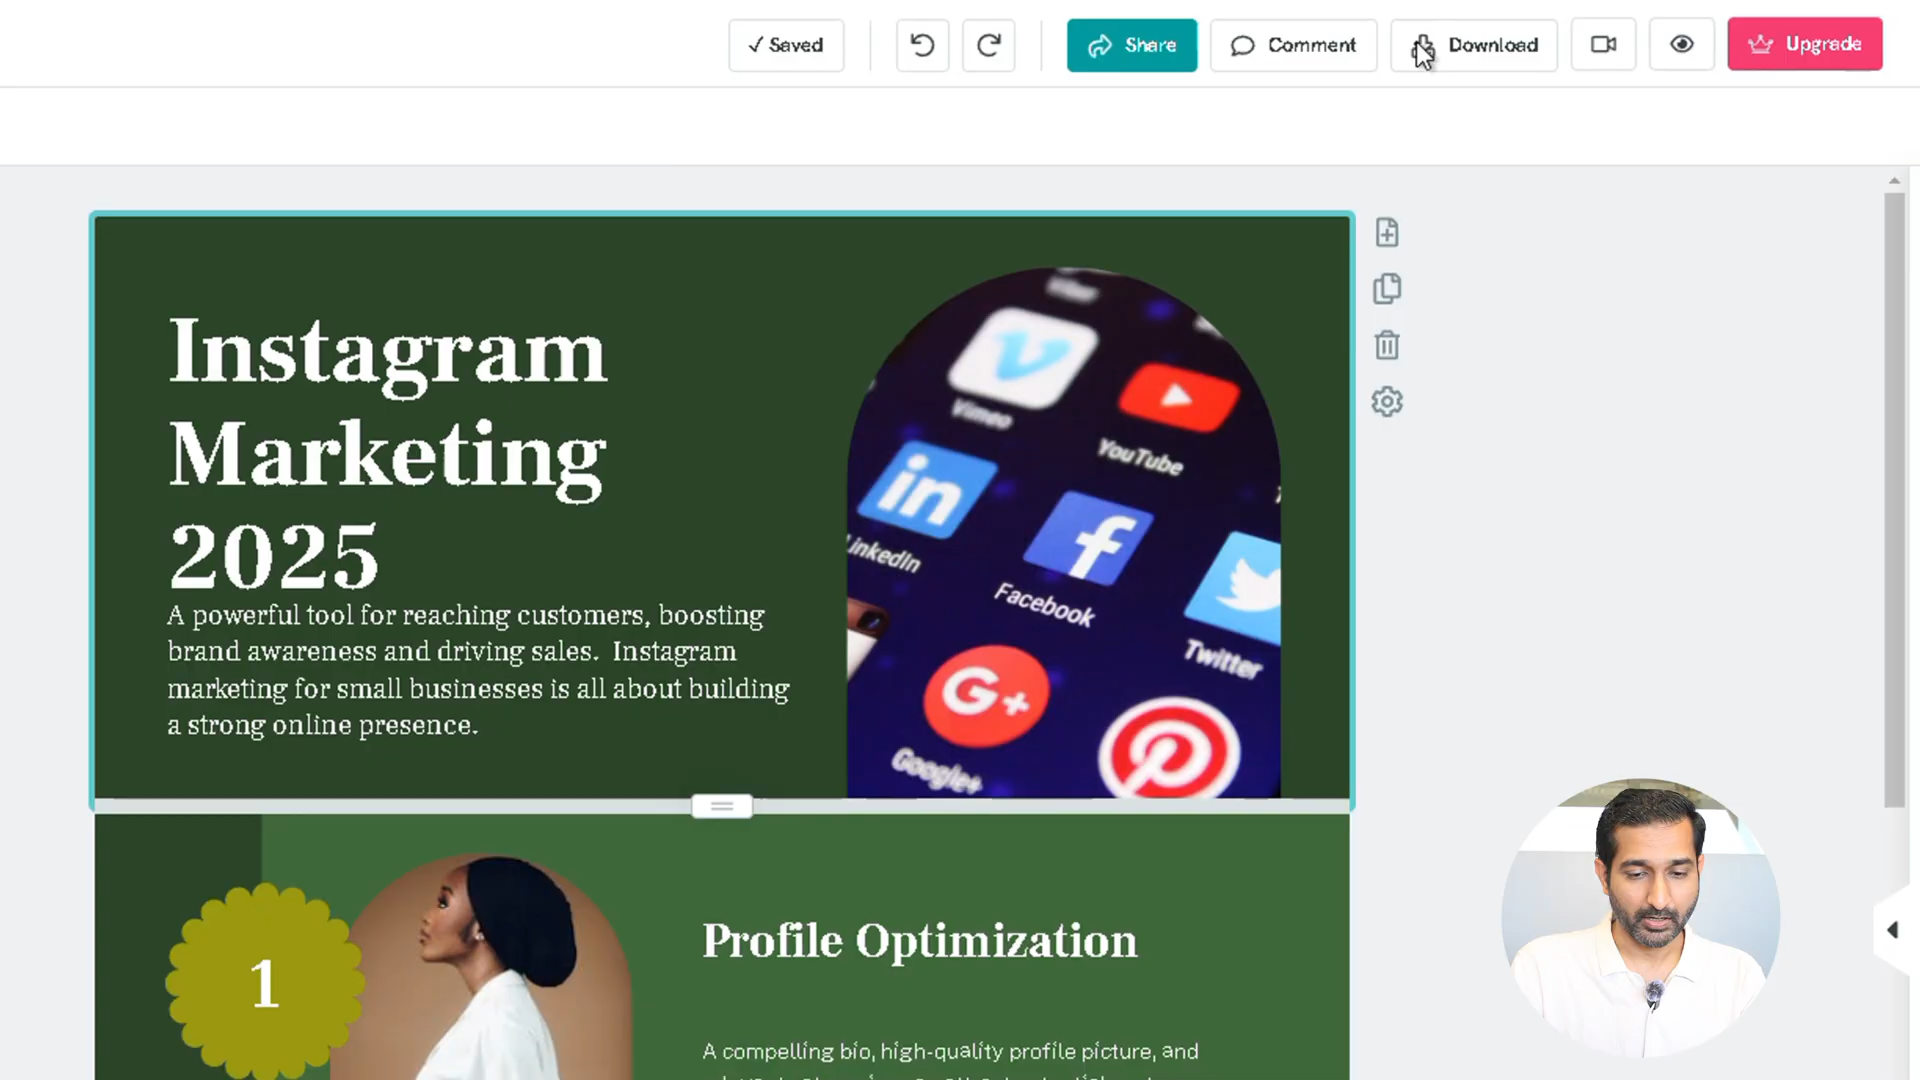 ✓ Saved
Share
Comment
Download
Upgrade
Instagram
Marketing
2025
A powerful tool for reaching customers, boosting
brand awareness and driving sales. Instagram
marketing for small businesses is all about building
a strong online presence.
Viber
Vimeo
YouTube
in
LinkedIn
f
Facebook
Twitter
G+
Google+
1
Profile Optimization
A compelling bio, high-quality profile picture, and